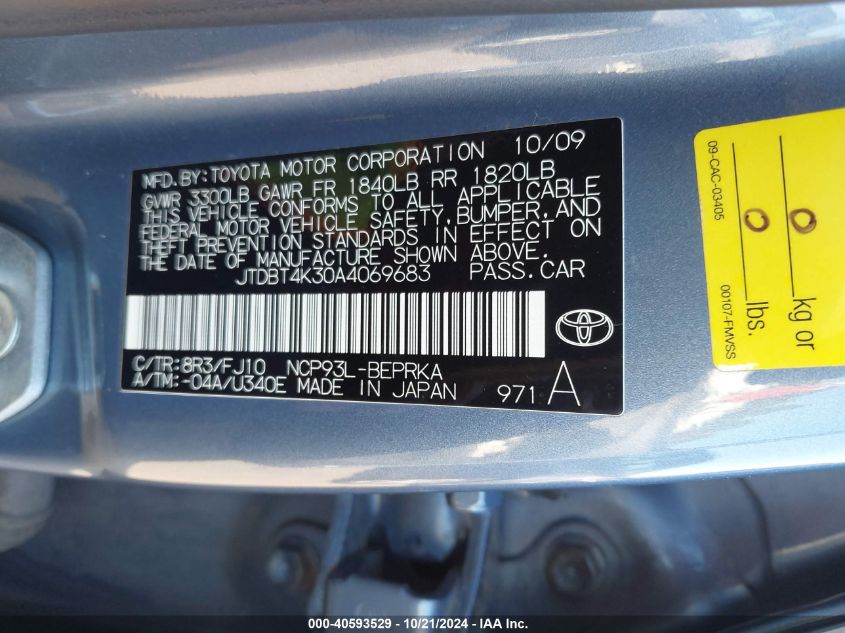 MFD.BY:TOYOTA MOTOR CORPORATION 10/09
GVWR 3300LB GAWR FR 1840LB RR 1820LB
THIS VEHICLE CONFORMS TO ALL APPLICABLE
FEDERAL MOTOR VEHICLE SAFETY,BUMPER,AND
THEFT PREVENTION STANDARDS IN EFFECT ON
THE DATE OF MANUFACTURE SHOWN ABOVE.
JTDBT4K30A4069683 PASS.CAR
C/TR:8R3/FJ10 NCP93L-BEPRKA
A/TM:-04A/U340E MADE IN JAPAN 971 A
09-CAC-03405
0 kg or
0 lbs.
00107-FMVSS
000-40593529 | 10/21/2024 | IAA Inc.